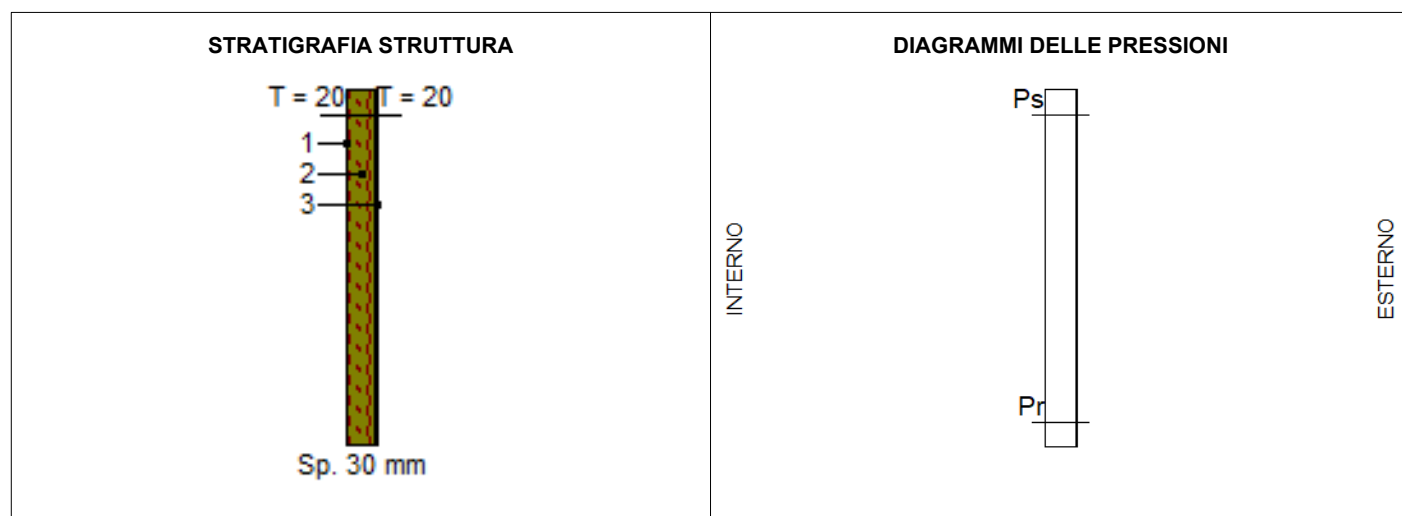 STRATIGRAFIA STRUTTURA
T = 20 T = 20
1
2
3
Sp. 30 mm
DIAGRAMMI DELLE PRESSIONI
Ps
INTERNO
ESTERNO
Pr